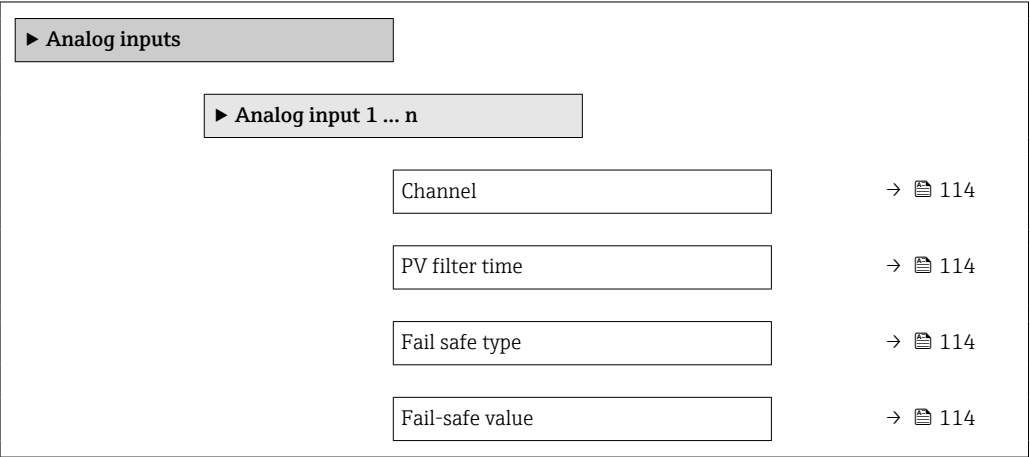 ▶ Analog inputs
▶ Analog input 1 ... n
Channel → 114
PV filter time → 114
Fail safe type → 114
Fail-safe value → 114